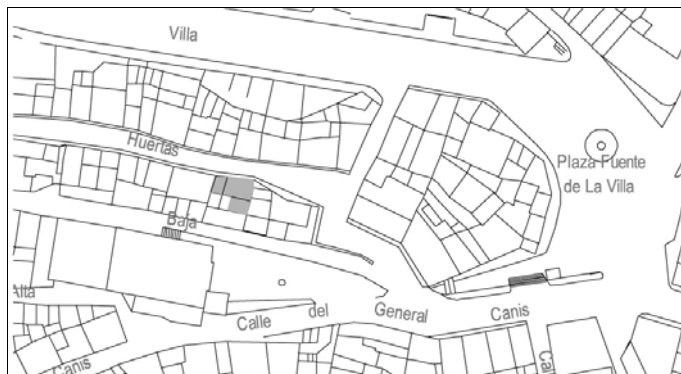 Villa
Huertas
Plaza Fuente
de La Villa
Baja
Alta
Calle del General Canis
Canis